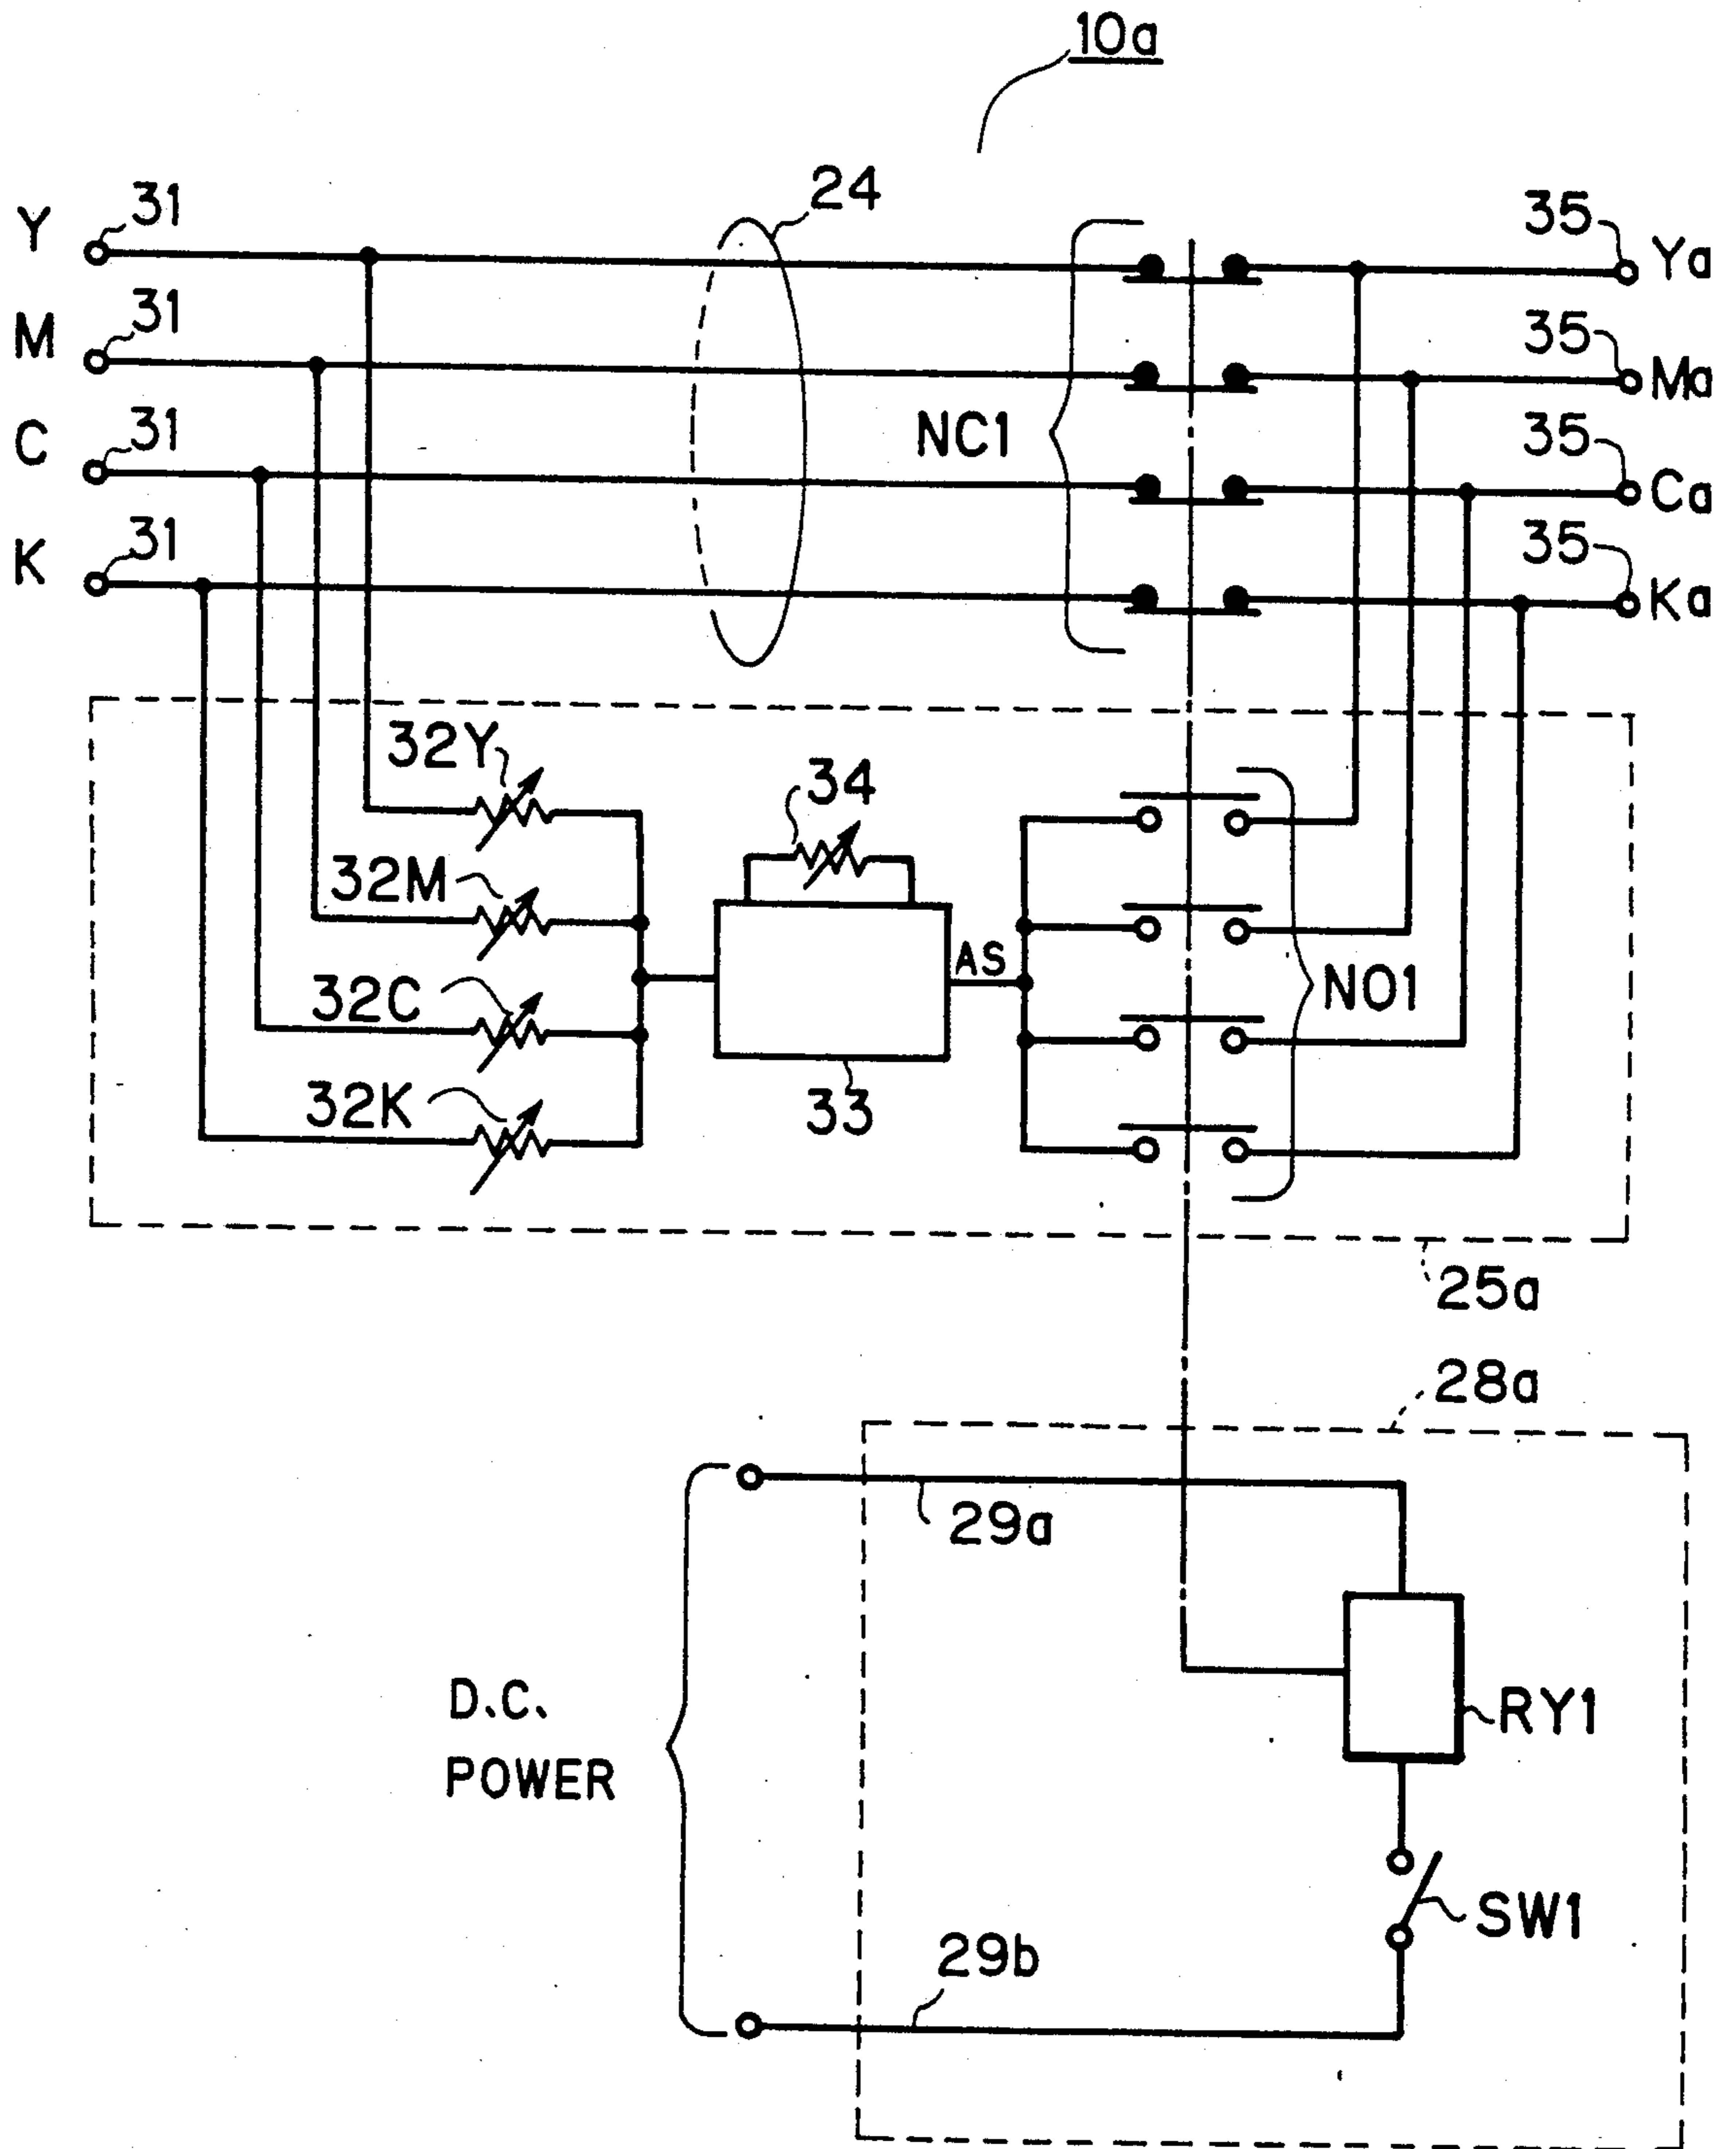 10a
24
Y 31
35 Ya
M 31
35 Ma
C 31
NC1
35 Ca
K 31
35 Ka
32Y
34
32M
AS
32C
NO1
32K
33
25a
28a
29a
D.C.
POWER
RY1
SW1
29b